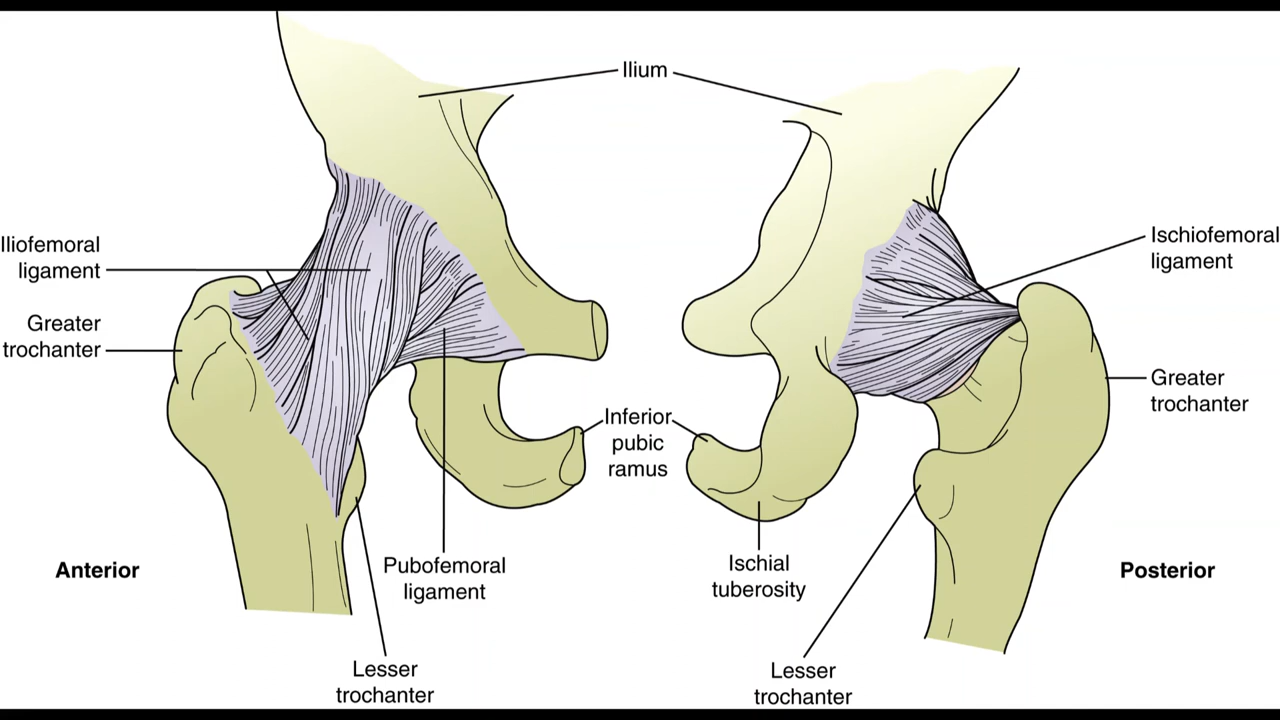 Ilium
Iliofemoral
ligament
Greater
trochanter
Ischiofemoral
ligament
Greater
trochanter
Inferior
pubic
ramus
Anterior
Pubofemoral
ligament
Ischial
tuberosity
Posterior
Lesser
trochanter
Lesser
trochanter